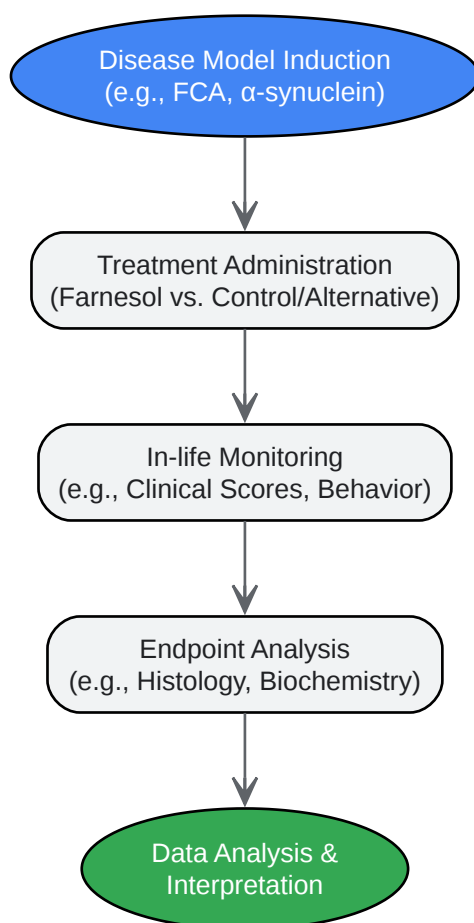 Disease Model Induction
(e.g., FCA, α-synuclein)
Treatment Administration
(Farnesol vs. Control/Alternative)
In-life Monitoring
(e.g., Clinical Scores, Behavior)
Endpoint Analysis
(e.g., Histology, Biochemistry)
Data Analysis &
Interpretation